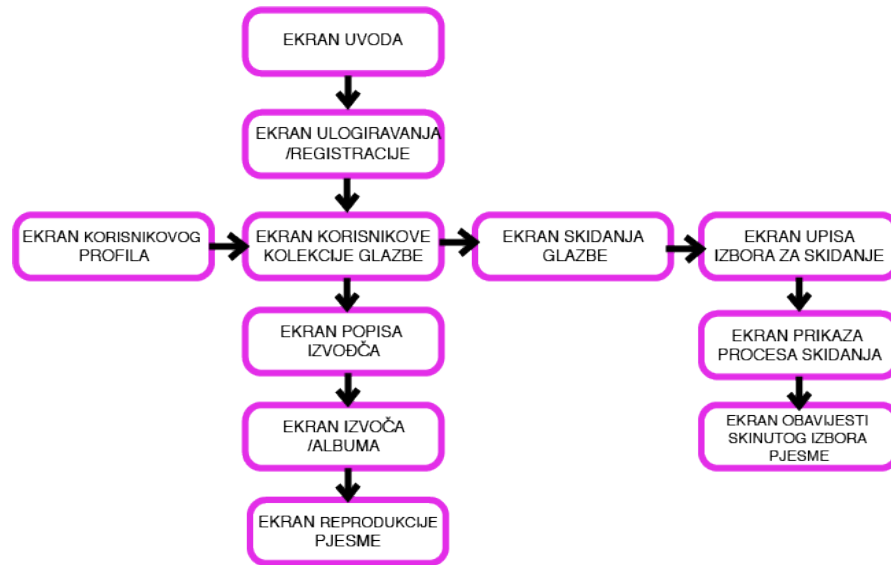 EKRAN UVODA
EKRAN ULOGIRAVANJA
/REGISTRACIJE
EKRAN KORISNIKOVOG
PROFILA
EKRAN KORISNIKOVE
KOLEKCIJE GLAZBE
EKRAN SKIDANJA
GLAZBE
EKRAN UPISA
IZBORA ZA SKIDANJE
EKRAN POPISA
IZVOĐČA
EKRAN PRIKAZA
PROCESA SKIDANJA
EKRAN IZVOČA
/ALBUMA
EKRAN OBAVIJESTI
SKINUTOG IZBORA
PJESME
EKRAN REPRODUKCIJE
PJESME